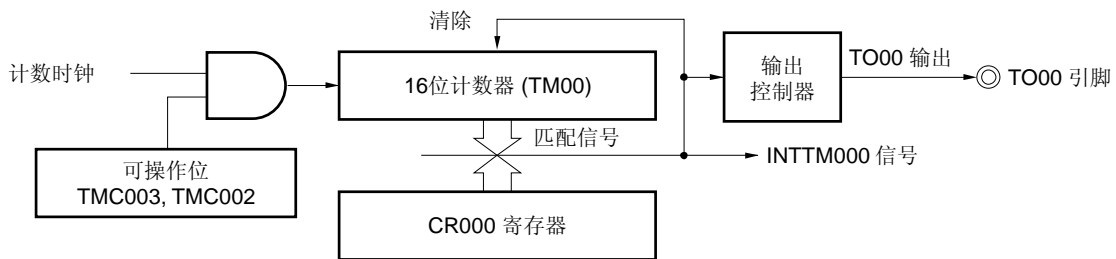 清除
计数时钟
16位计数器 (TM00)
输出
控制器
TO00 输出
TO00 引脚
匹配信号
INTTM000 信号
可操作位
TMC003, TMC002
CR000 寄存器